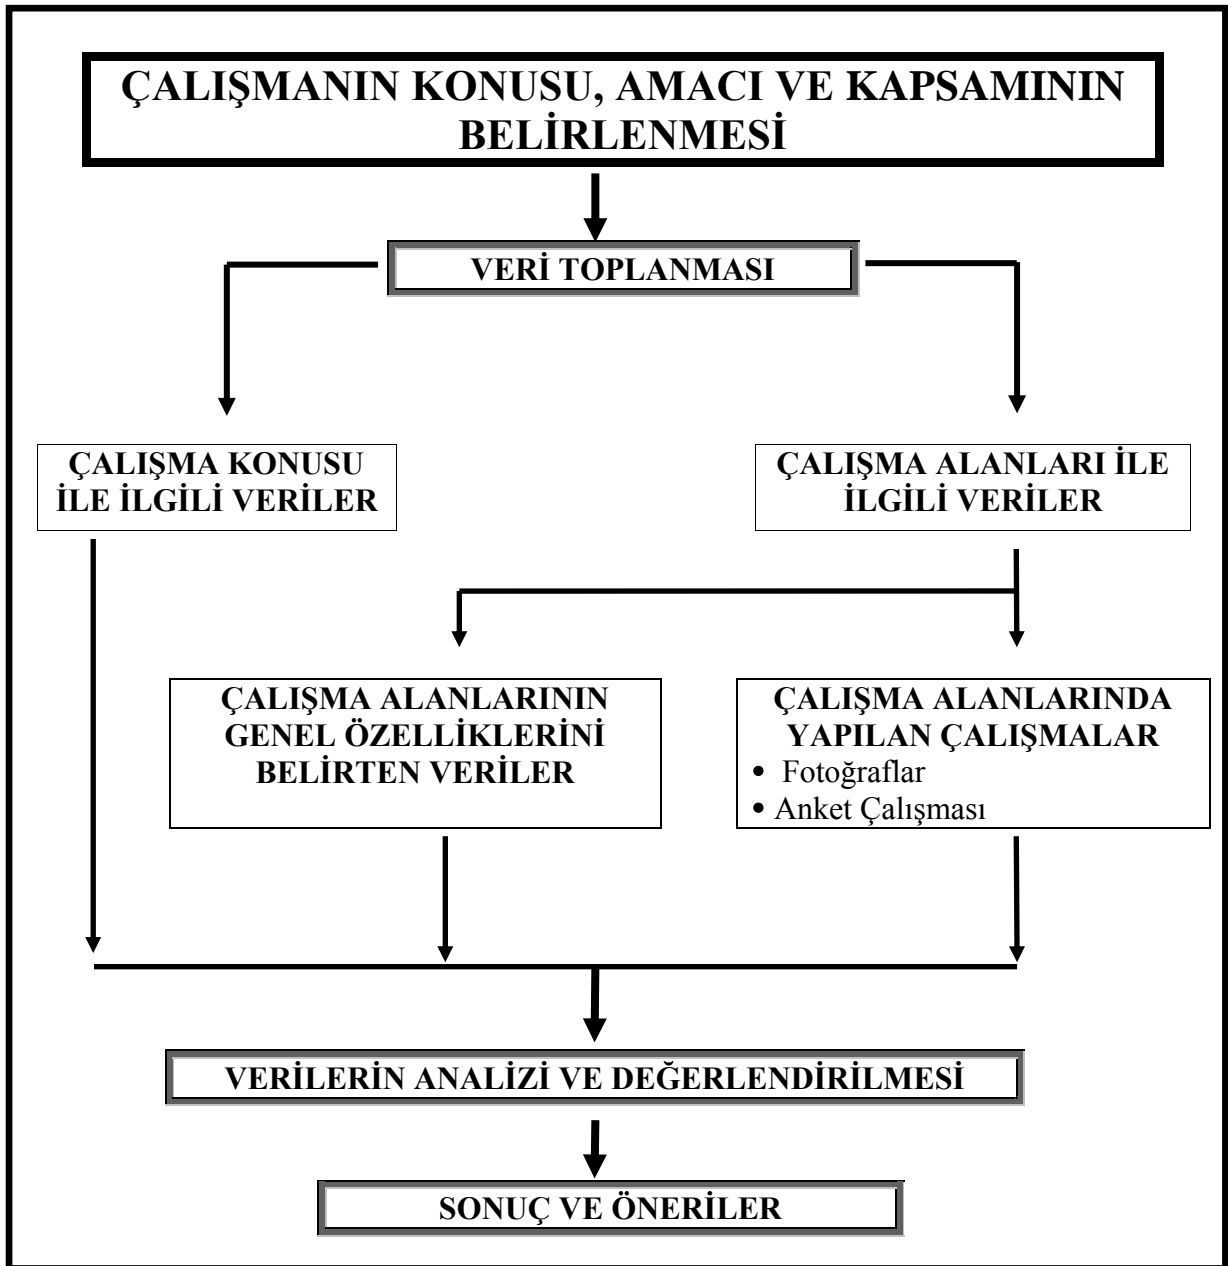 ÇALIŞMANIN KONUSU, AMACI VE KAPSAMININ
BELİRLENMESİ
VERİ TOPLANMASI
ÇALIŞMA KONUSU
İLE İLGİLİ VERİLER
ÇALIŞMA ALANLARI İLE
İLGİLİ VERİLER
ÇALIŞMA ALANLARININ
GENEL ÖZELLİKLERİNİ
BELİRTEN VERİLER
ÇALIŞMA ALANLARINDA
YAPILAN ÇALIŞMALAR
• Fotoğraflar
• Anket Çalışması
VERİLERİN ANALİZİ VE DEĞERLENDİRİLMESİ
SONUÇ VE ÖNERİLER